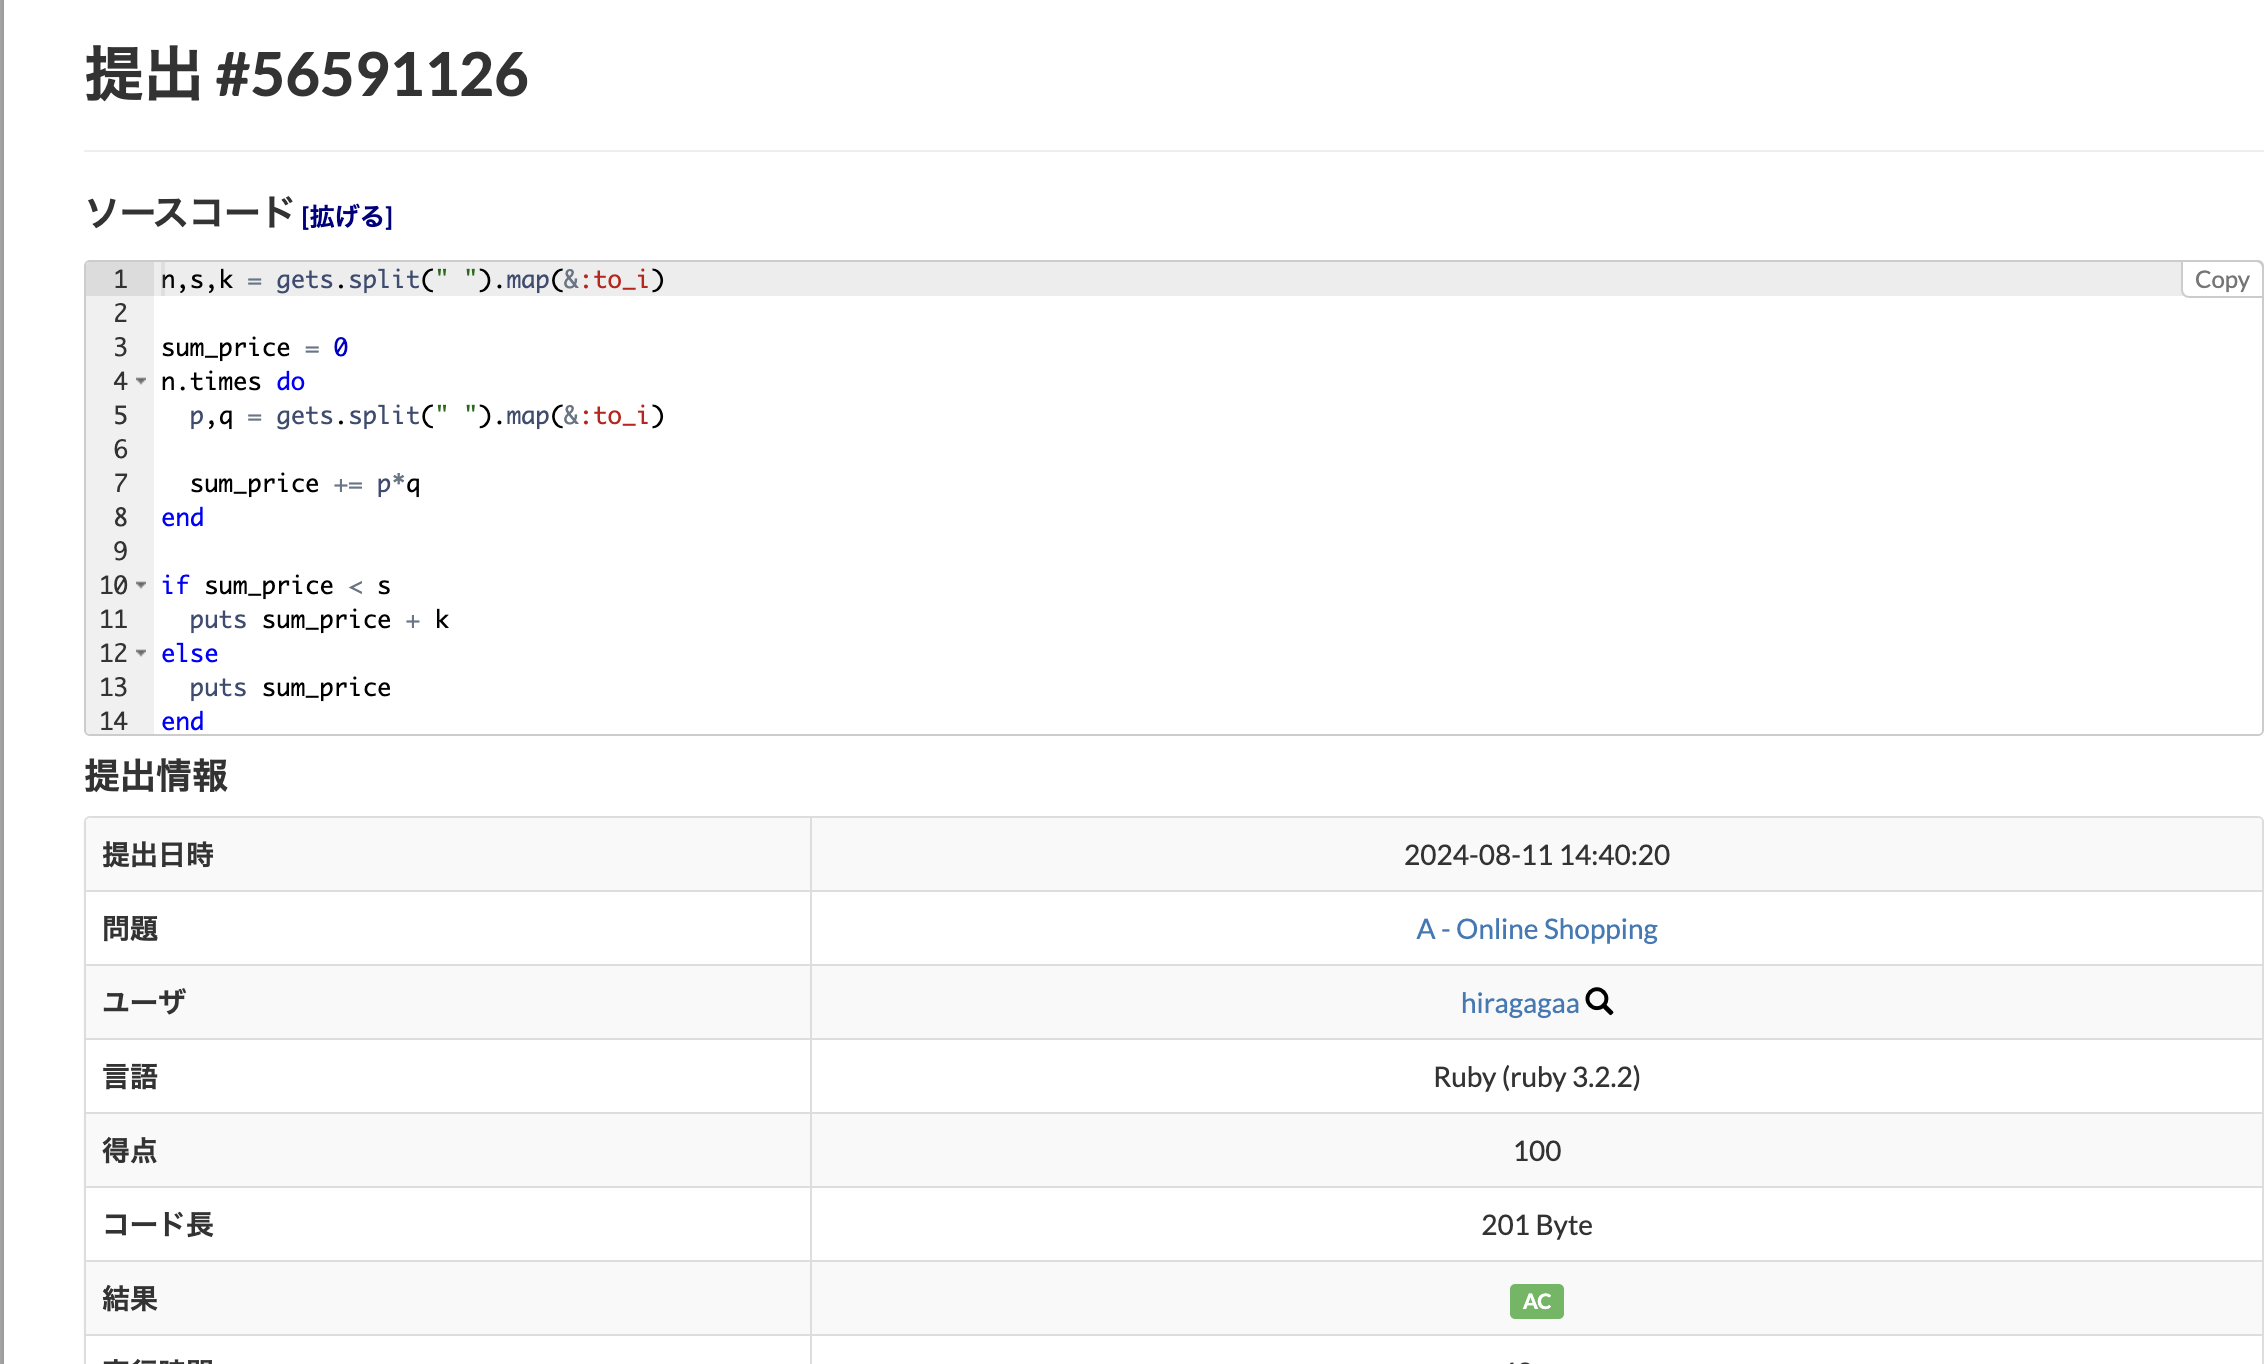 提出 #56591126
ソースコード [拡げる]
Copy
1 n,s,k = gets.split(" ").map(&:to_i)
2
3 sum_price = 0
4 n.times do
5   p,q = gets.split(" ").map(&:to_i)
6
7   sum_price += p*q
8 end
9
10 if sum_price < s
11   puts sum_price + k
12 else
13   puts sum_price
14 end
提出情報
提出日時 2024-08-11 14:40:20
問題 A - Online Shopping
ユーザ hiragagaa
言語 Ruby (ruby 3.2.2)
得点 100
コード長 201 Byte
結果 AC